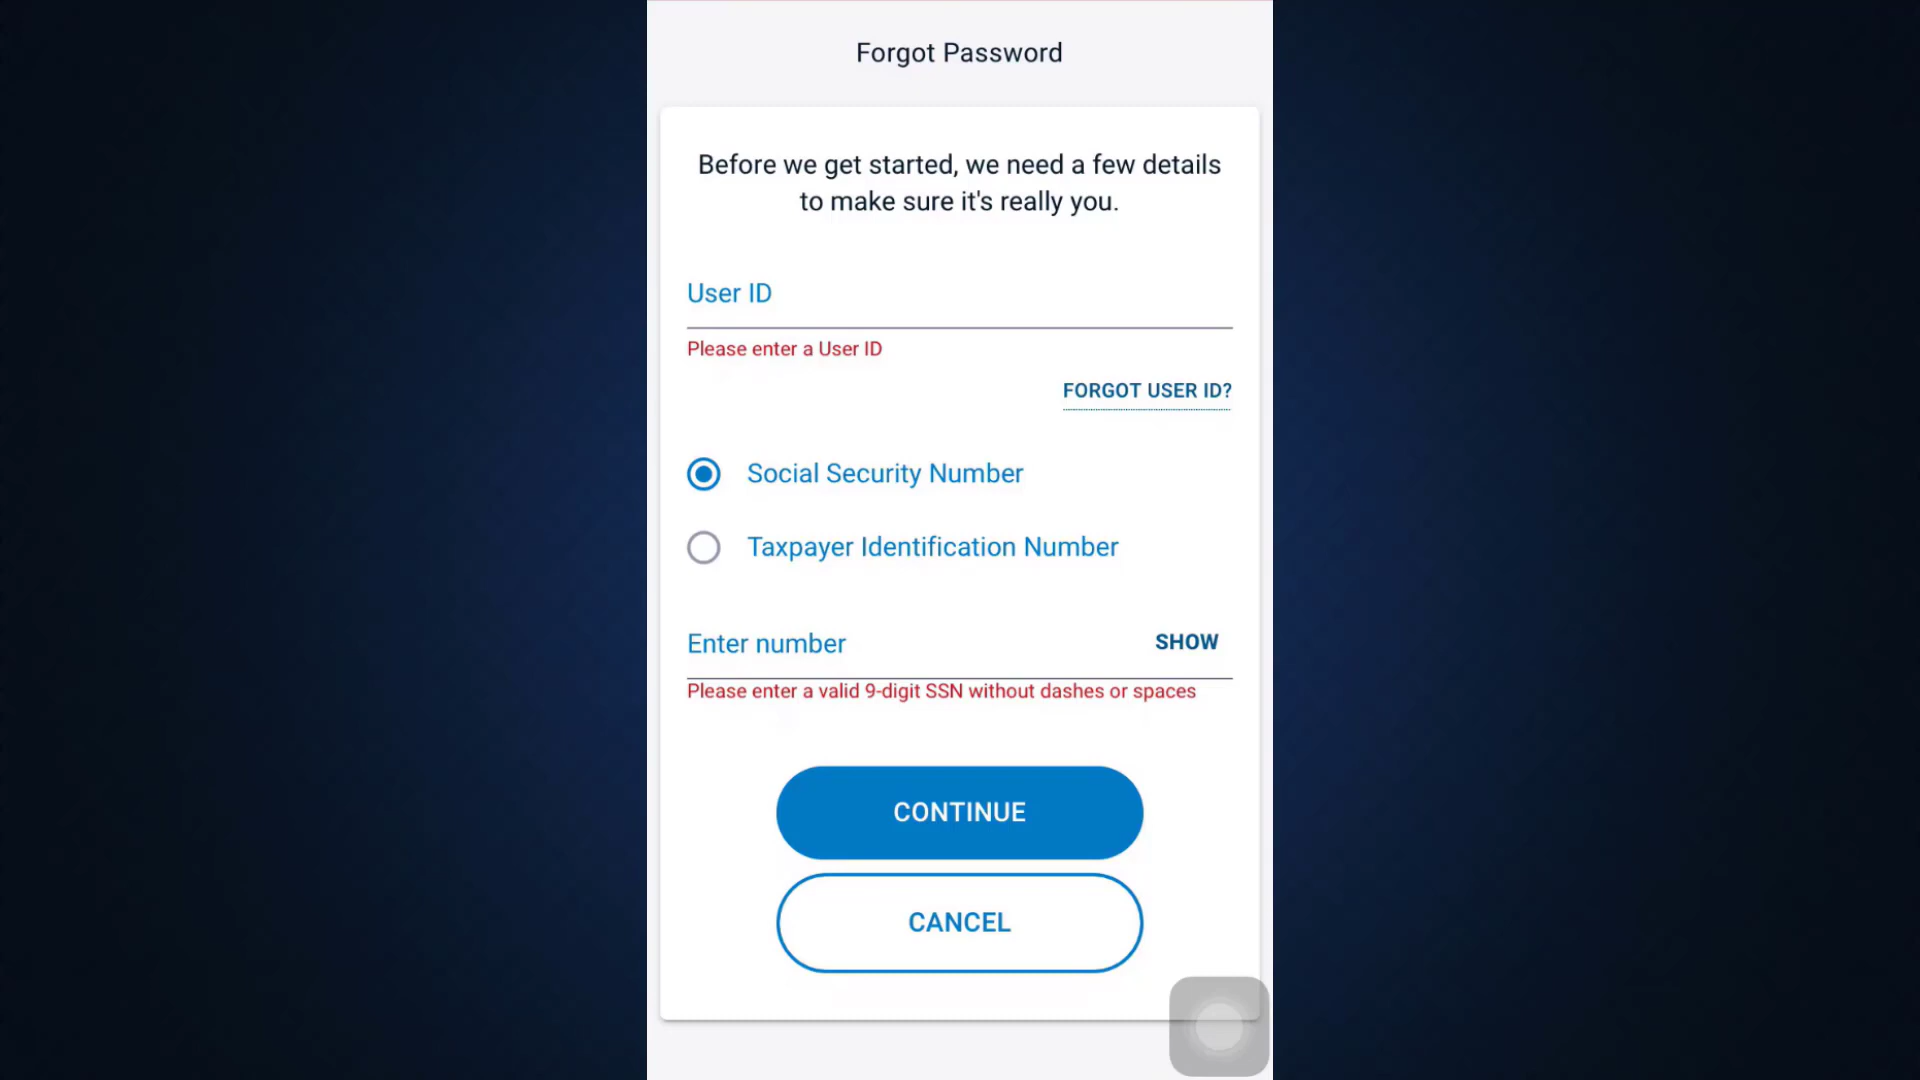 Forgot Password
Before we get started, we need a few details
to make sure it's really you.
User ID
Please enter a User ID
FORGOT USER ID?
Social Security Number
Taxpayer Identification Number
Enter number SHOW
Please enter a valid 9-digit SSN without dashes or spaces
CONTINUE
CANCEL